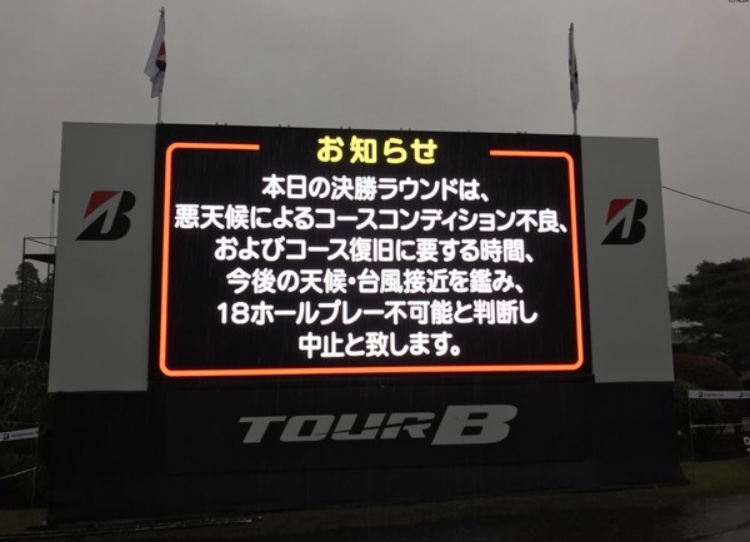 お知らせ
本日の決勝ラウンドは、
悪天候によるコースコンディション不良、
およびコース復旧に要する時間、
今後の天候・台風接近を鑑み、
18ホールプレー不可能と判断し
中止と致します。
B
B
TOUR B